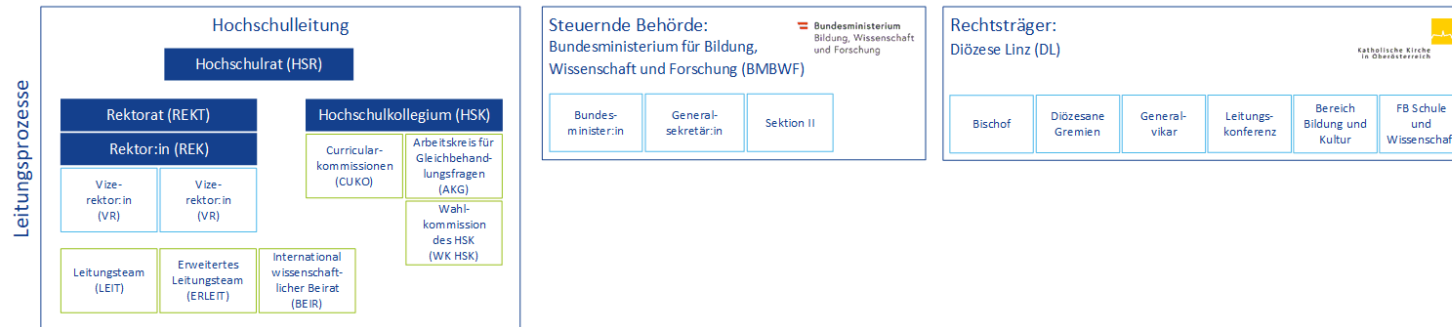 Leitungsprozesse
Hochschulleitung
Hochschulrat (HSR)
Rektorat (REKT)
Rektor:in (REK)
Vize-
rektor:in
(VR)
Vize-
rektor:in
(VR)
Hochschulkollegium (HSK)
Curricular-
kommissionen
(CUKO)
Arbeitskreis für
Gleichbehand-
lungsfragen
(AKG)
Wahl-
kommission
des HSK
(WK HSK)
Leitungsteam
(LEIT)
Erweitertes
Leitungsteam
(ERLEIT)
International
wissenschaft-
licher Beirat
(BEIR)
Steuernde Behörde:
Bundesministerium für Bildung,
Wissenschaft und Forschung (BMBWF)
Bundesministerium
Bildung, Wissenschaft
und Forschung
Bundes-
minister:in
General-
sekretär:in
Sektion II
Rechtsträger:
Diözese Linz (DL)
Katholische Kirche
in Oberösterreich
Bischof
Diözesane
Gremien
General-
vikar
Leitungs-
konferenz
Bereich
Bildung und
Kultur
FB Schule
und
Wissenschaf